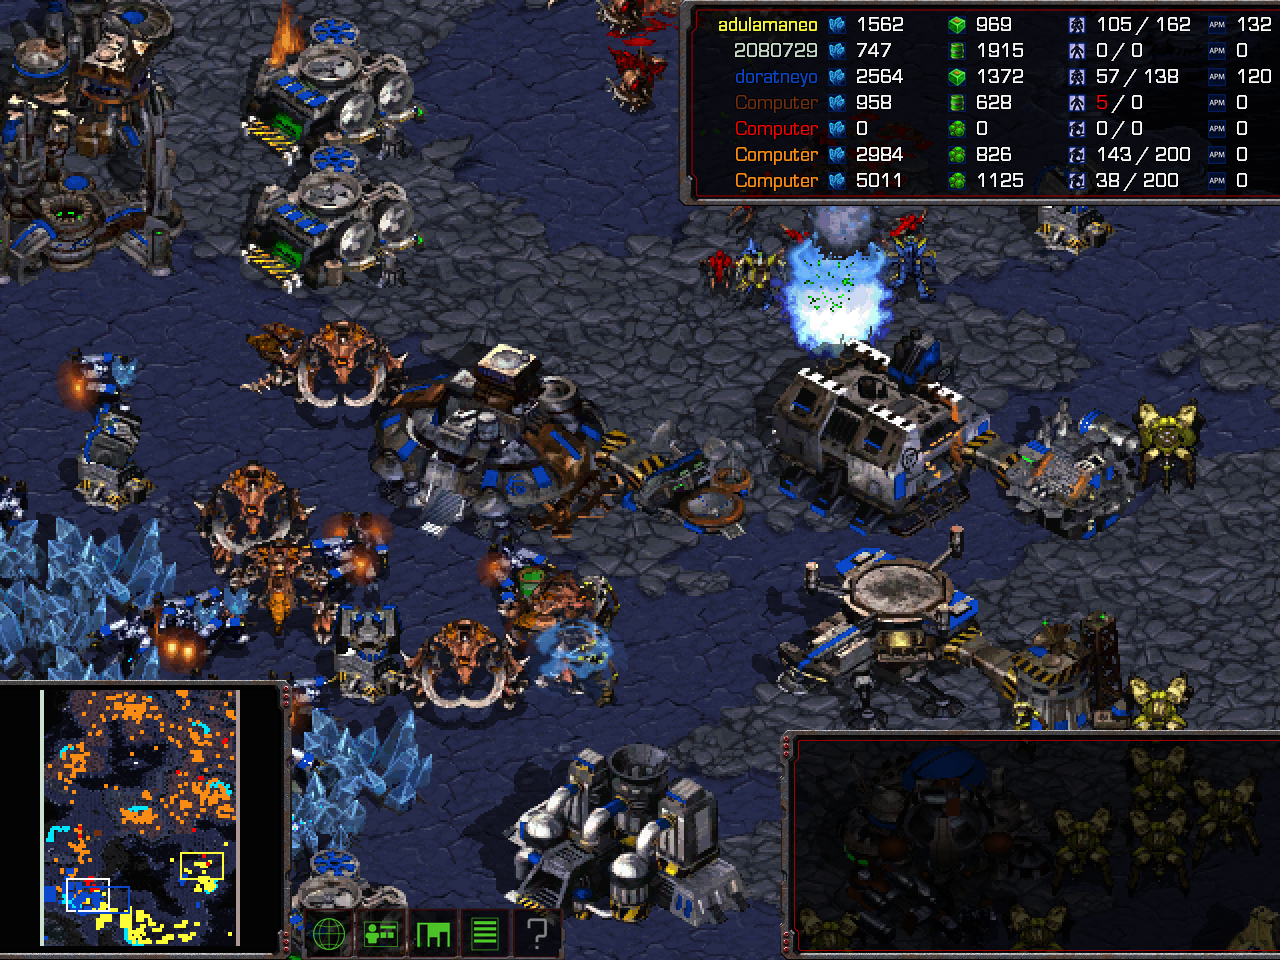 adulamaneo 1562 969 105 / 162 APM 132
2080729 747 1915 0 / 0 APM 0
doratneyo 2564 1372 57 / 138 APM 120
Computer 958 628 5 / 0 APM 0
Computer 0 0 0 / 0 APM 0
Computer 2984 826 143 / 200 APM 0
Computer 5011 1125 38 / 200 APM 0
?